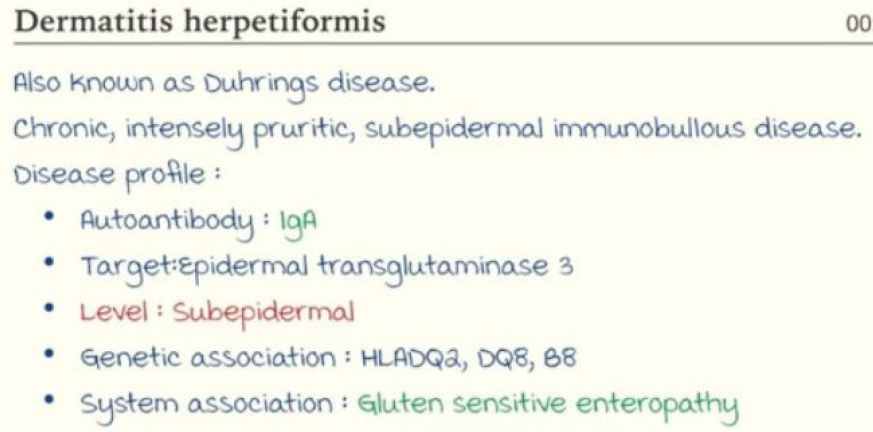 Dermatitis herpetiformis 00
Also known as Duhrings disease.
Chronic, intensely pruritic, subepidermal immunobullous disease.
Disease profile :
• Autoantibody : IgA
• Target:Epidermal transglutaminase 3
• Level : Subepidermal
• Genetic association : HLADQ2, DQ8, B8
• System association : Gluten sensitive enteropathy